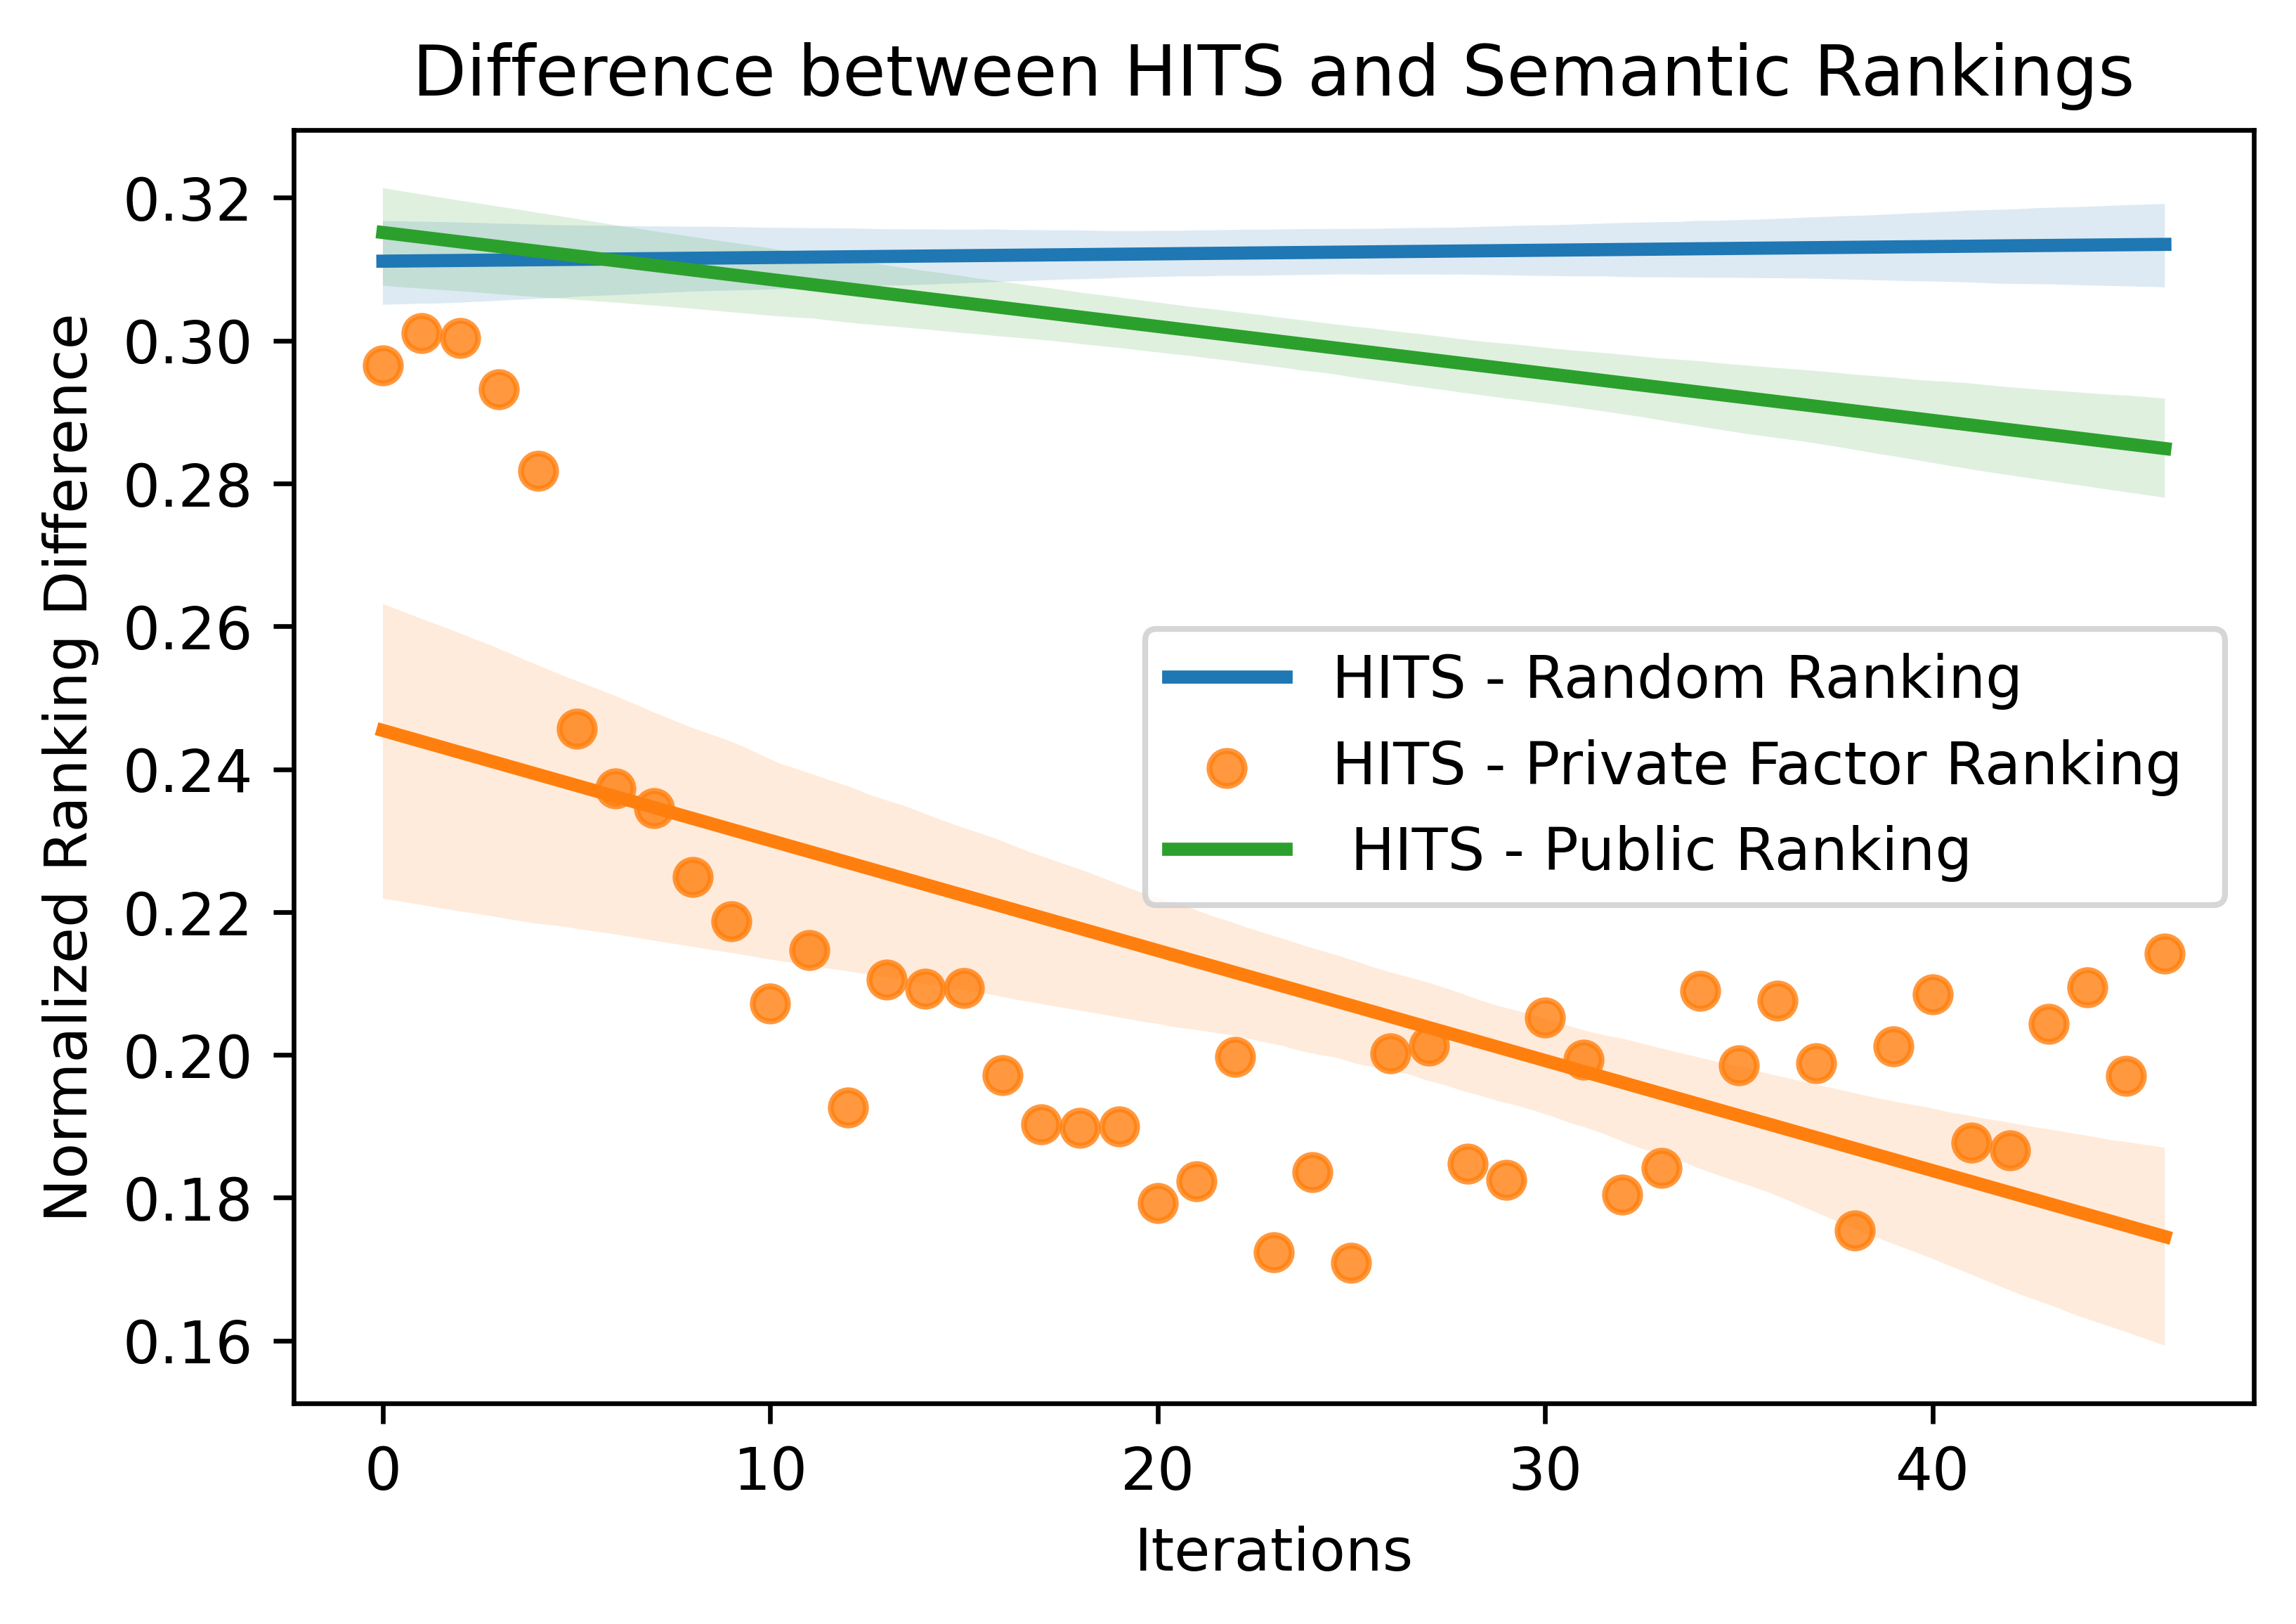 Difference between HITS and Semantic Rankings
Normalized Ranking Difference
0.32
0.30
0.28
0.26
0.24
0.22
0.20
0.18
0.16
HITS - Random Ranking
HITS - Private Factor Ranking
HITS - Public Ranking
0 10 20 30 40
Iterations